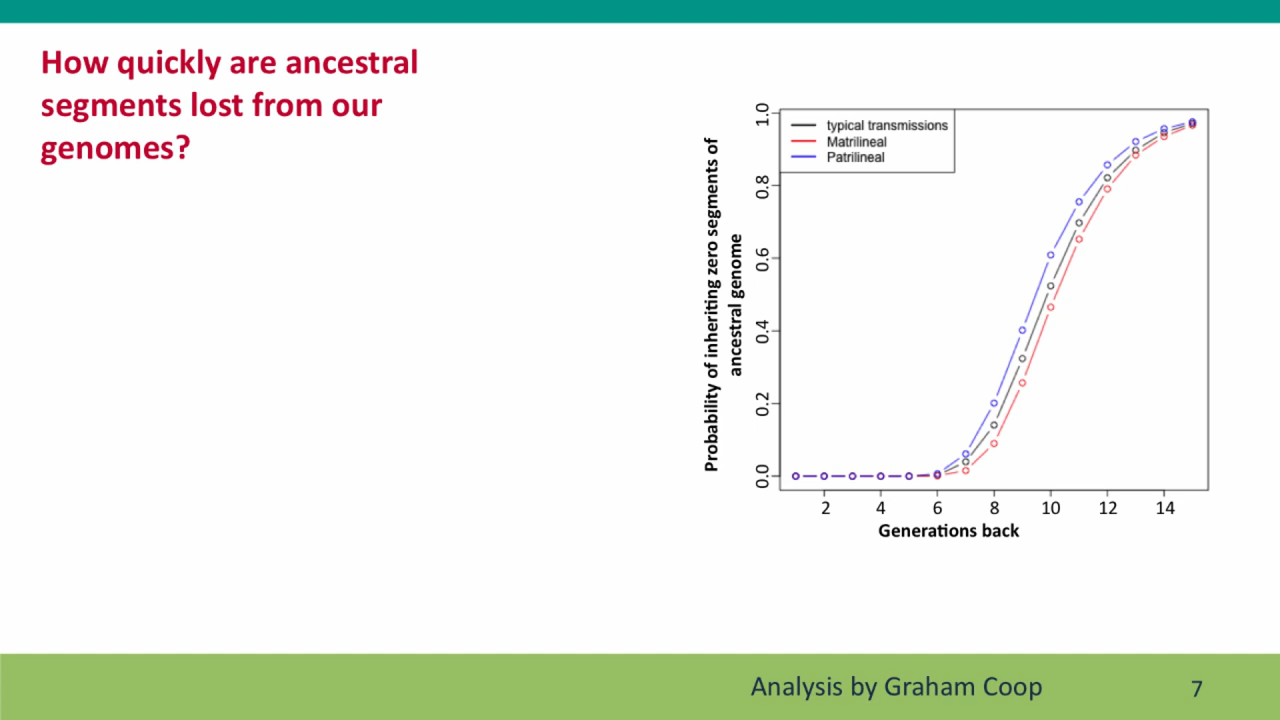 How quickly are ancestral
segments lost from our
genomes?
typical transmissions
Matrilineal
Patrilineal
Probability of inheriting zero segments of
ancestral genome
1.0
0.8
0.6
0.4
0.2
0.0
2 4 6 8 10 12 14
Generations back
Analysis by Graham Coop
7